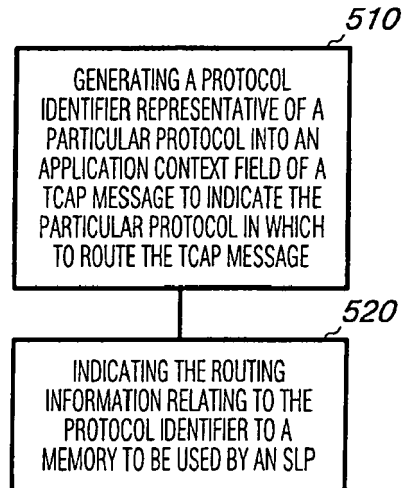 510
GENERATING A PROTOCOL
IDENTIFIER REPRESENTATIVE OF A
PARTICULAR PROTOCOL INTO AN
APPLICATION CONTEXT FIELD OF A
TCAP MESSAGE TO INDICATE THE
PARTICULAR PROTOCOL IN WHICH
TO ROUTE THE TCAP MESSAGE
520
INDICATING THE ROUTING
INFORMATION RELATING TO THE
PROTOCOL IDENTIFIER TO A
MEMORY TO BE USED BY AN SLP